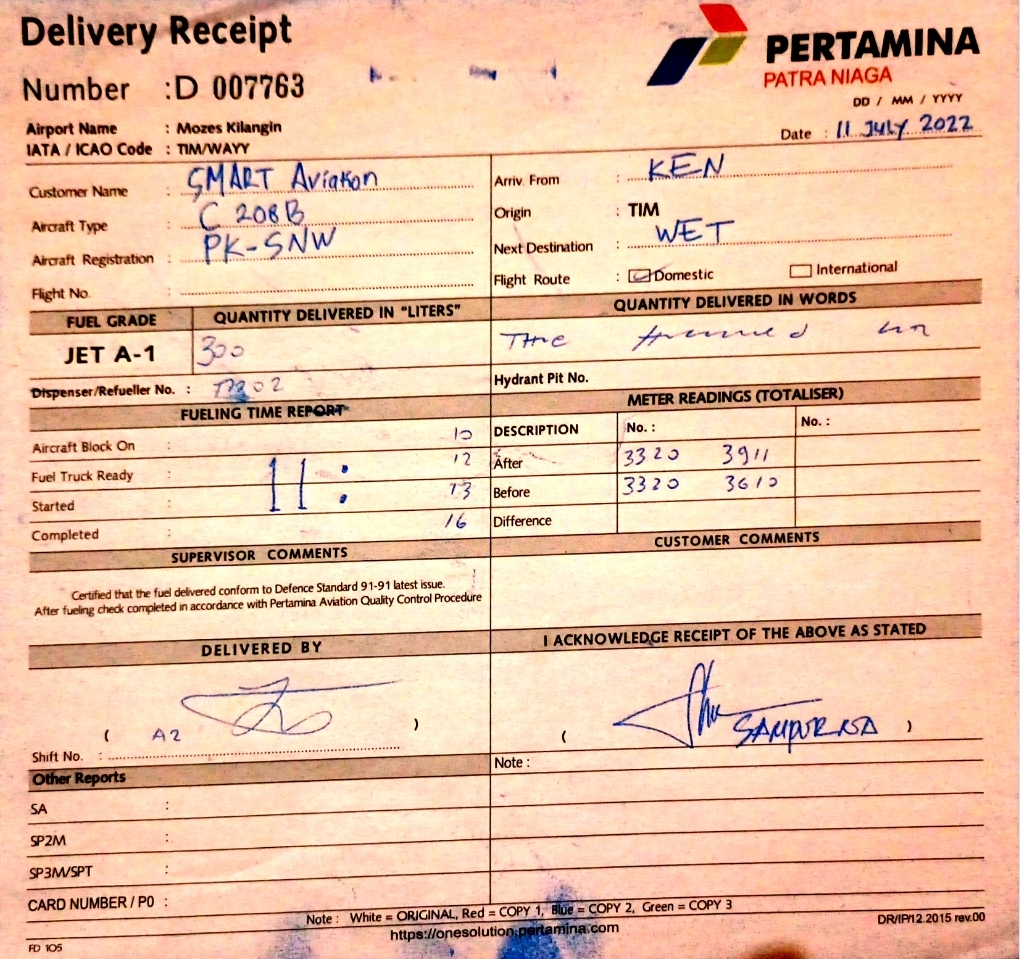 Delivery Receipt
Number : D 007763
PERTAMINA
PATRA NIAGA
DD / MM / YYYY
Airport Name : Mozes Kilangin
IATA / ICAO Code : TIM/WAYY
Date : 11 JULY 2022
Customer Name : SMART Aviation
Aircraft Type : C 208B
Aircraft Registration : PK-SNW
Flight No. :
Arriv. From : KEN
Origin : TIM
Next Destination : WET
Flight Route : Domestic International
FUEL GRADE QUANTITY DELIVERED IN "LITERS"
JET A-1 300
QUANTITY DELIVERED IN WORDS
Dispenser/Refueller No. :
Hydrant Pit No.
FUELING TIME REPORT
Aircraft Block On : 10
Fuel Truck Ready : 12
Started : 11: 13
Completed : 16
METER READINGS (TOTALISER)
DESCRIPTION No. : No. :
After 3320 3911
Before 3320 3610
Difference
SUPERVISOR COMMENTS
Certified that the fuel delivered conform to Defence Standard 91-91 latest issue.
After fueling check completed in accordance with Pertamina Aviation Quality Control Procedure
CUSTOMER COMMENTS
DELIVERED BY
( A2 )
Shift No. :
I ACKNOWLEDGE RECEIPT OF THE ABOVE AS STATED
( SAMPURNA )
Note :
Other Reports
SA :
SP2M :
SP3M/SPT :
CARD NUMBER / P0 :
Note : White = ORIGINAL, Red = COPY 1, Blue = COPY 2, Green = COPY 3
https://onesolution.pertamina.com
DR/IP/12.2015 rev.00
FD 105